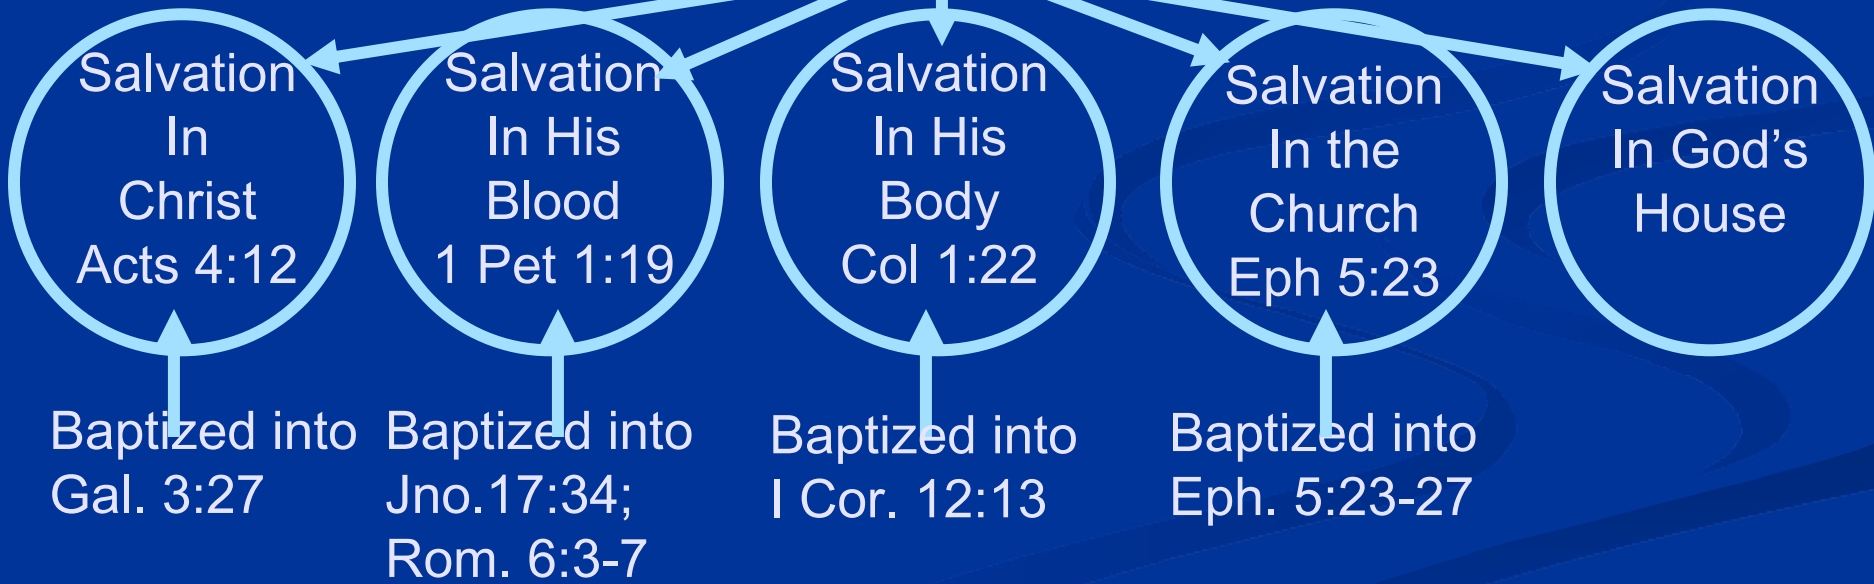 Salvation
In
Christ
Acts 4:12
Salvation
In His
Blood
1 Pet 1:19
Salvation
In His
Body
Col 1:22
Salvation
In the
Church
Eph 5:23
Salvation
In God’s
House
Baptized into
Gal. 3:27
Baptized into
Jno.17:34;
Rom. 6:3-7
Baptized into
I Cor. 12:13
Baptized into
Eph. 5:23-27